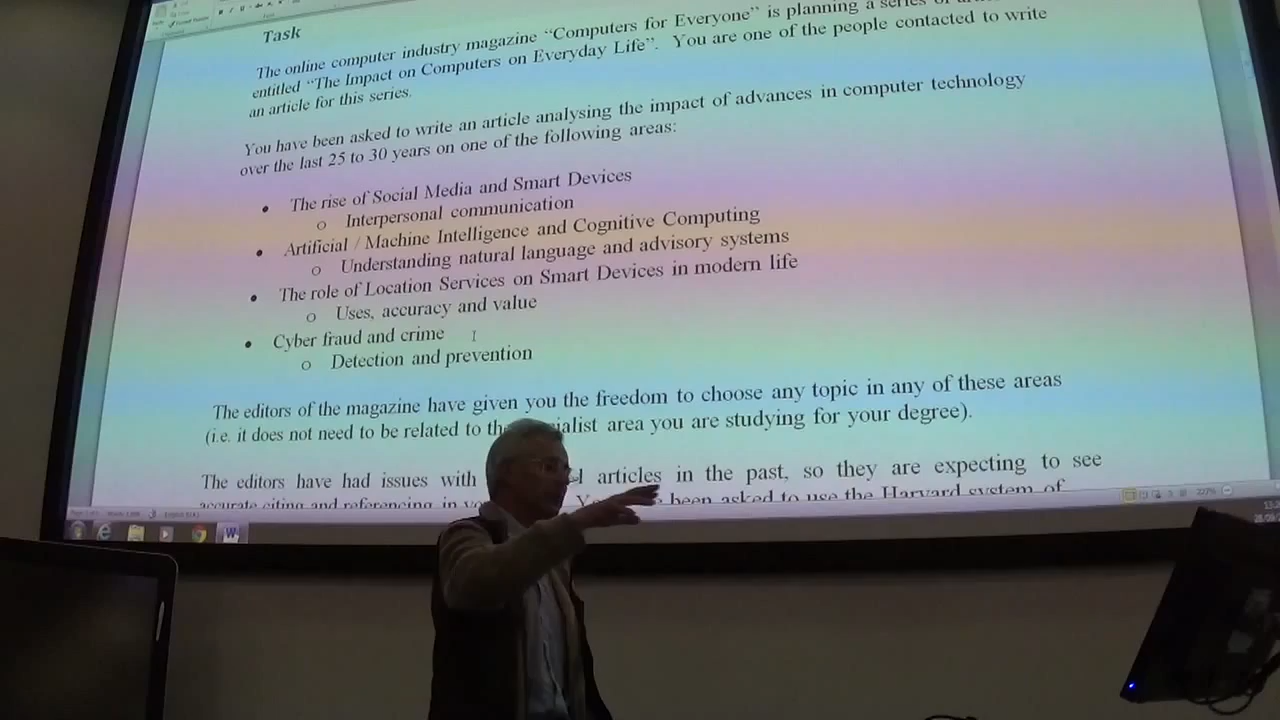 Task
The online computer industry magazine “Computers for Everyone” is planning a series of
entitled “The Impact on Computers on Everyday Life”. You are one of the people contacted to write
an article for this series.
You have been asked to write an article analysing the impact of advances in computer technology
over the last 25 to 30 years on one of the following areas:
• The rise of Social Media and Smart Devices
o Interpersonal communication
• Artificial / Machine Intelligence and Cognitive Computing
o Understanding natural language and advisory systems
• The role of Location Services on Smart Devices in modern life
o Uses, accuracy and value
• Cyber fraud and crime
o Detection and prevention
The editors of the magazine have given you the freedom to choose any topic in any of these areas
(i.e. it does not need to be related to the area you are studying for your degree).
The editors have had issues with articles in the past, so they are expecting to see
accurate citing and referencing in been asked to use the Harvard system of